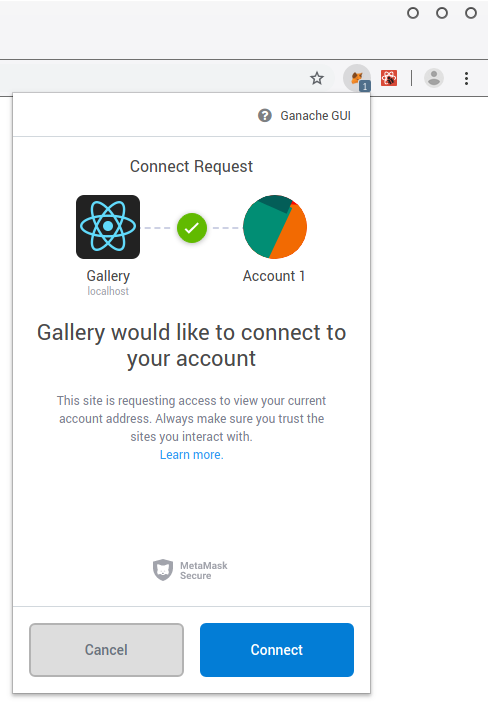 1
Ganache GUI
Connect Request
Gallery
localhost
Account 1
Gallery would like to connect to
your account
This site is requesting access to view your current
account address. Always make sure you trust the
sites you interact with.
Learn more.
MetaMask
Secure
Cancel
Connect